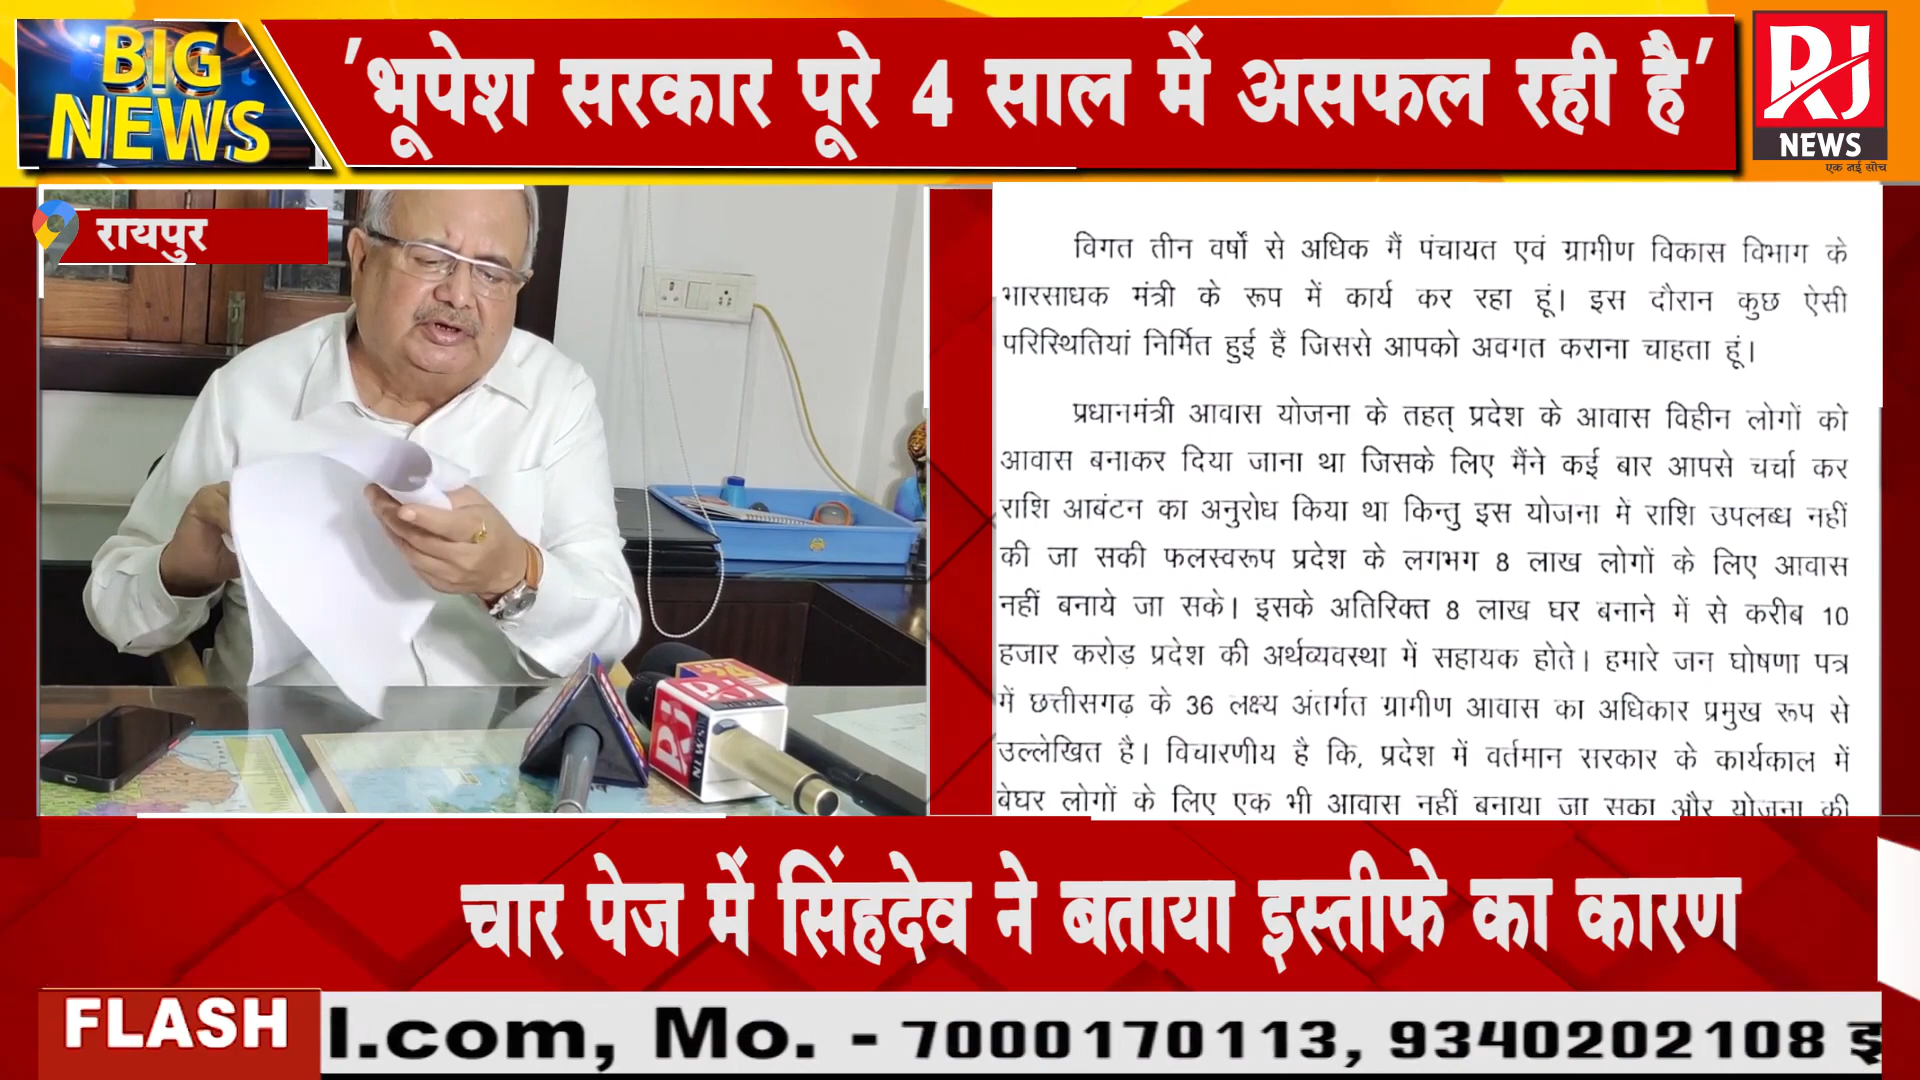 BIG
NEWS
'भूपेश सरकार पूरे 4 साल में असफल रही है'
RJ
NEWS
एक नई सोच
रायपुर
विगत तीन वर्षों से अधिक मैं पंचायत एवं ग्रामीण विकास विभाग के
भारसाधक मंत्री के रूप में कार्य कर रहा हूं। इस दौरान कुछ ऐसी
परिस्थितियां निर्मित हुई हैं जिससे आपको अवगत कराना चाहता हूं।
प्रधानमंत्री आवास योजना के तहत् प्रदेश के आवास विहीन लोगों को
आवास बनाकर दिया जाना था जिसके लिए मैंने कई बार आपसे चर्चा कर
राशि आबंटन का अनुरोध किया था किन्तु इस योजना में राशि उपलब्ध नहीं
की जा सकी फलस्वरूप प्रदेश के लगभग 8 लाख लोगों के लिए आवास
नहीं बनाये जा सके। इसके अतिरिक्त 8 लाख घर बनाने में से करीब 10
हजार करोड़ प्रदेश की अर्थव्यवस्था में सहायक होते। हमारे जन घोषणा पत्र
में छत्तीसगढ़ के 36 लक्ष्य अंतर्गत ग्रामीण आवास का अधिकार प्रमुख रूप से
उल्लेखित है। विचारणीय है कि, प्रदेश में वर्तमान सरकार के कार्यकाल में
बेघर लोगों के लिए एक भी आवास नहीं बनाया जा सका और योजना की
RJ
NEWS
चार पेज में सिंहदेव ने बताया इस्तीफे का कारण
FLASH
l.com, Mo. - 7000170113, 9340202108 इ